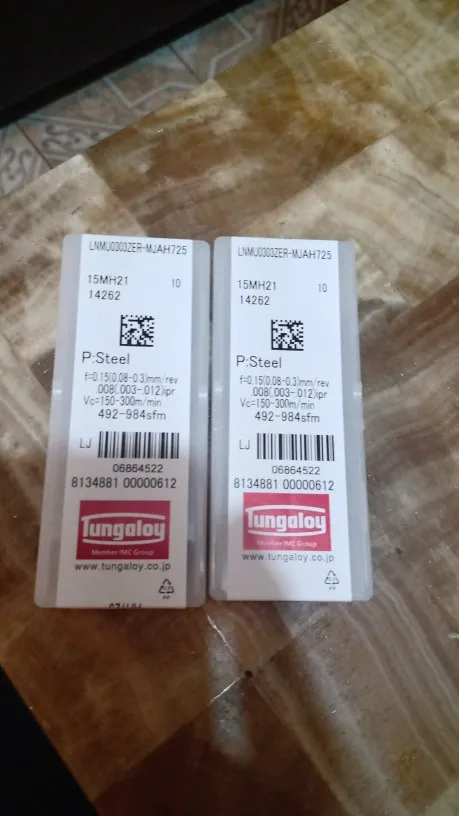 LNMU0303ZER-MJAH725
15MH21 10
14262
P:Steel
f=0.15(0.08-0.3)mm/rev
.008(.003-.012)ipr
Vc=150-300m/min
492-984sfm
LJ
06864522
8134881 00000612
Tungaloy
Member IMC Group
www.tungaloy.co.jp
PP
LNMU0303ZER-MJAH725
15MH21 10
14262
P:Steel
f=0.15(0.08-0.3)mm/rev
.008(.003-.012)ipr
Vc=150-300m/min
492-984sfm
LJ
06864522
8134881 00000612
Tungaloy
Member IMC Group
www.tungaloy.co.jp
PP